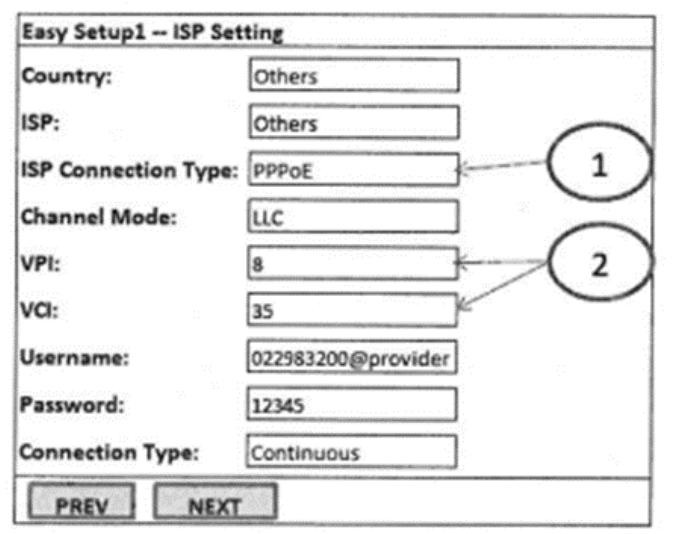 Easy Setup1 -- ISP Setting
Country: Others
ISP: Others
ISP Connection Type: PPPoE
1
Channel Mode: LLC
VPI: 8
2
VCI: 35
Username: 022983200@provider
Password: 12345
Connection Type: Continuous
PREV NEXT